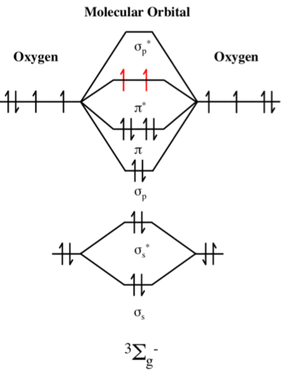 Molecular Orbital
Oxygen Oxygen
σp*
π*
π
σp
σs*
σs
3Σg-